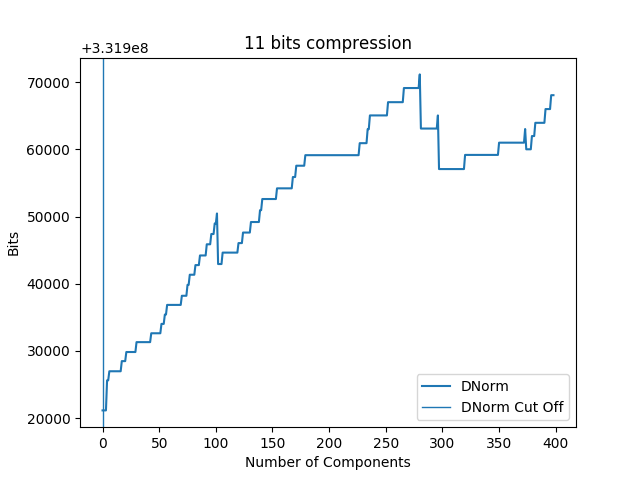 11 bits compression
+3.319e8
70000
60000
50000
40000
30000
20000
Bits
0 50 100 150 200 250 300 350 400
Number of Components
DNorm
DNorm Cut Off